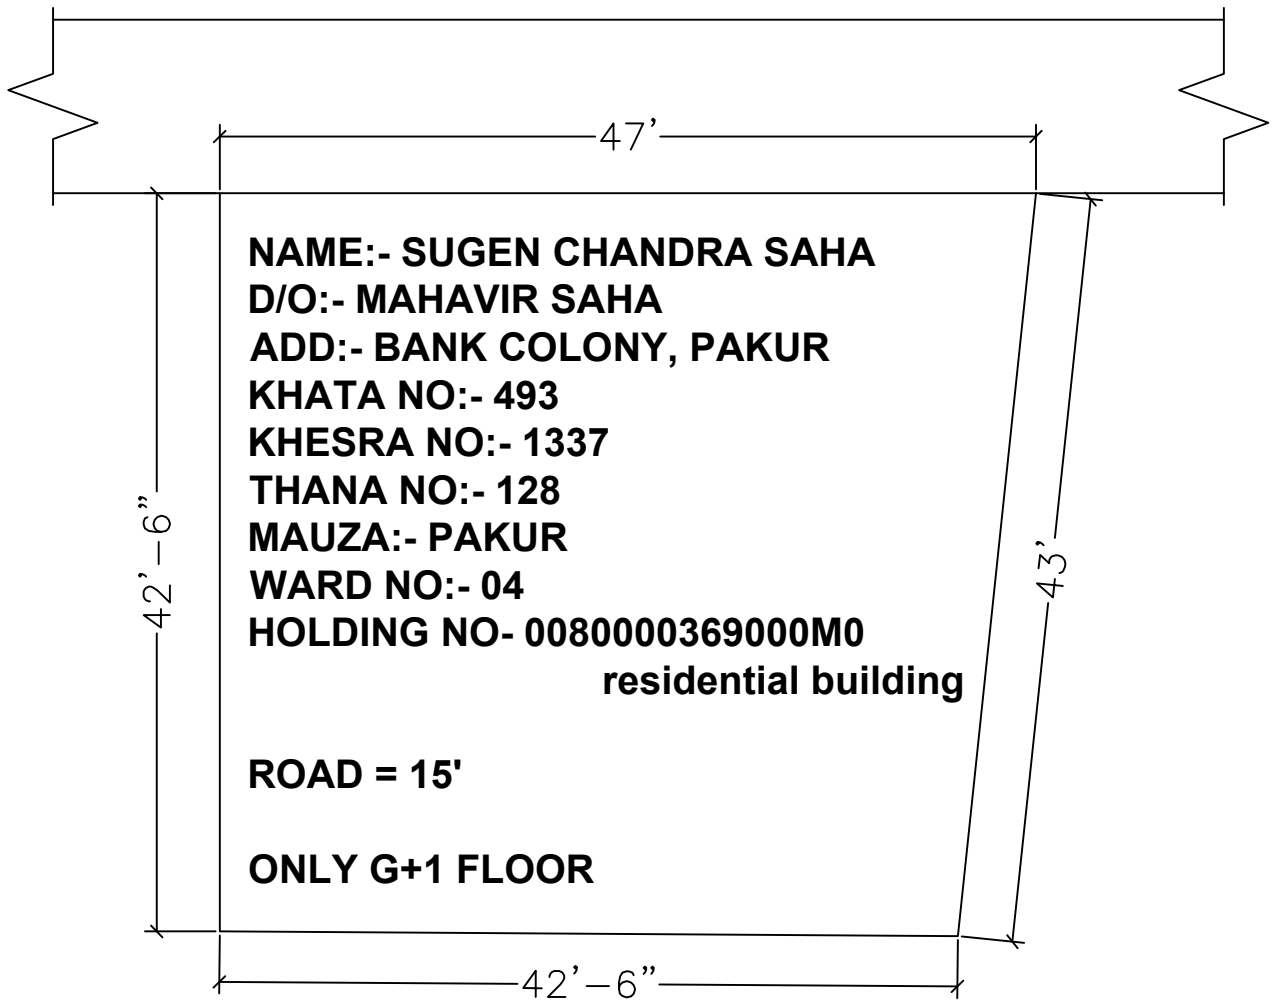 47'
NAME:- SUGEN CHANDRA SAHA
D/O:- MAHAVIR SAHA
ADD:- BANK COLONY, PAKUR
KHATA NO:- 493
KHESRA NO:- 1337
THANA NO:- 128
MAUZA:- PAKUR
WARD NO:- 04
HOLDING NO- 0080000369000M0
residential building
42'-6"
43'
ROAD = 15'
ONLY G+1 FLOOR
42'-6"